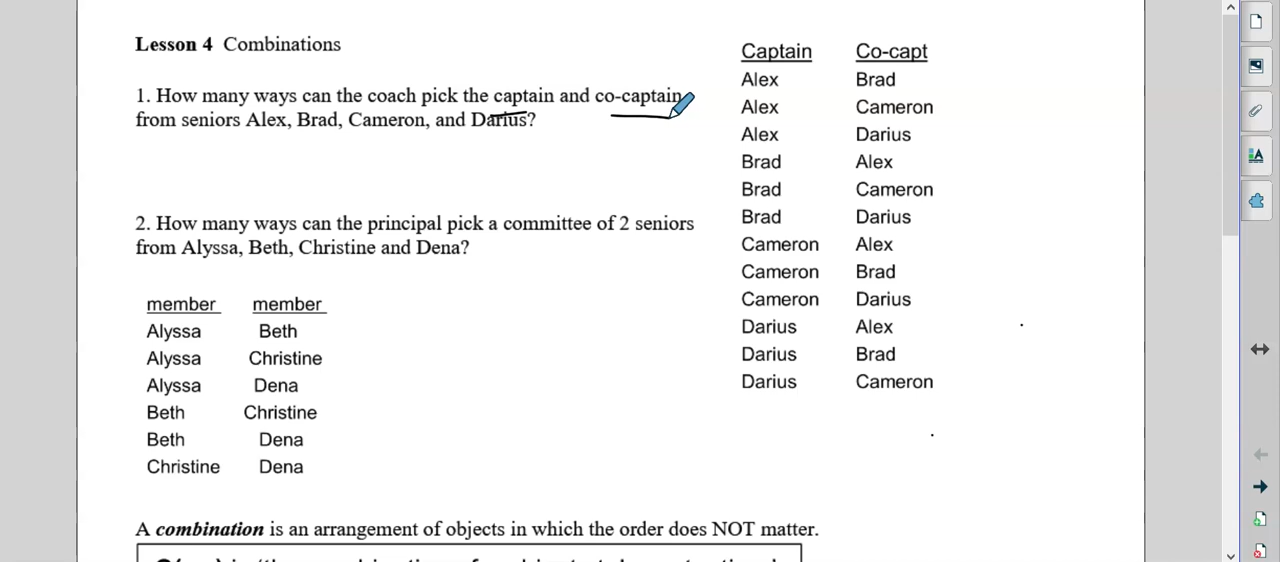 Lesson 4 Combinations
1. How many ways can the coach pick the captain and co-captain
from seniors Alex, Brad, Cameron, and Darius?
2. How many ways can the principal pick a committee of 2 seniors
from Alyssa, Beth, Christine and Dena?
member member
Alyssa Beth
Alyssa Christine
Alyssa Dena
Beth Christine
Beth Dena
Christine Dena
Captain Co-capt
Alex Brad
Alex Cameron
Alex Darius
Brad Alex
Brad Cameron
Brad Darius
Cameron Alex
Cameron Brad
Cameron Darius
Darius Alex
Darius Brad
Darius Cameron
A combination is an arrangement of objects in which the order does NOT matter.